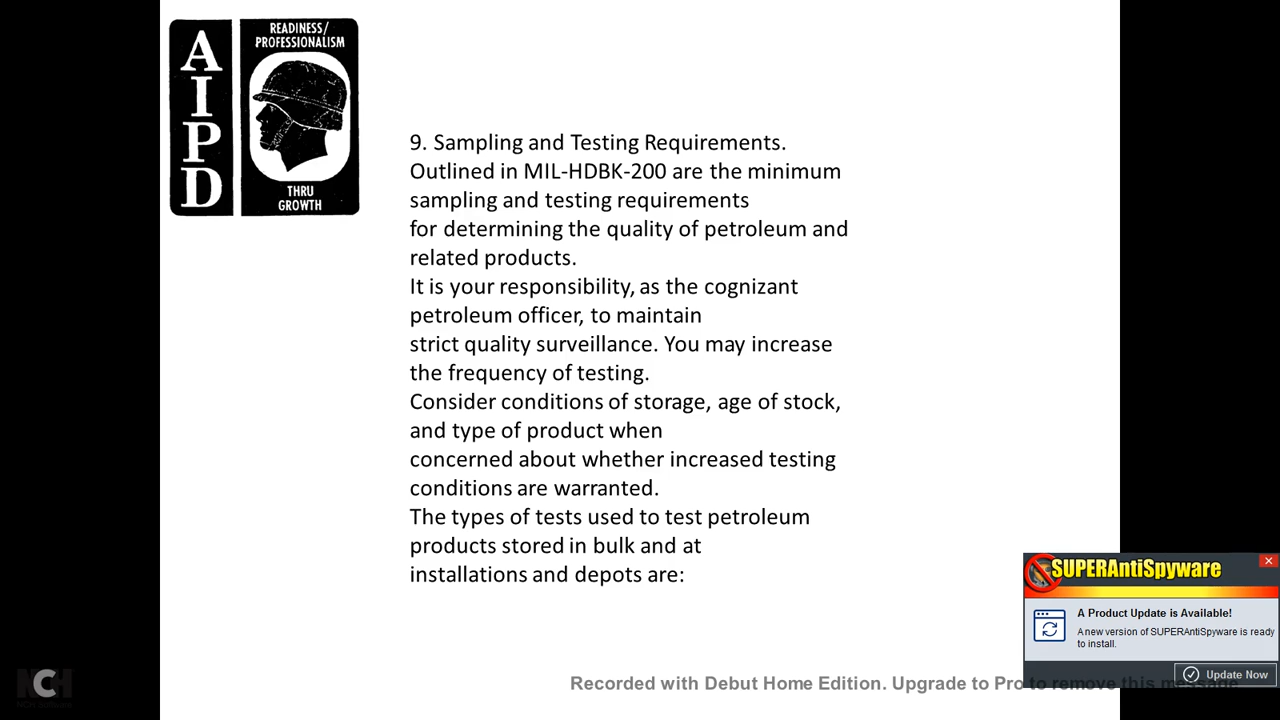 A
I
P
D
READINESS/
PROFESSIONALISM
THRU
GROWTH
9. Sampling and Testing Requirements.
Outlined in MIL-HDBK-200 are the minimum
sampling and testing requirements
for determining the quality of petroleum and
related products.
It is your responsibility, as the cognizant
petroleum officer, to maintain
strict quality surveillance. You may increase
the frequency of testing.
Consider conditions of storage, age of stock,
and type of product when
concerned about whether increased testing
conditions are warranted.
The types of tests used to test petroleum
products stored in bulk and at
installations and depots are:
SUPERAntiSpyware
A Product Update is Available!
A new version of SUPERAntiSpyware is ready
to install.
Update Now
NCH
NCH Software
Recorded with Debut Home Edition. Upgrade to Pro to remove this message